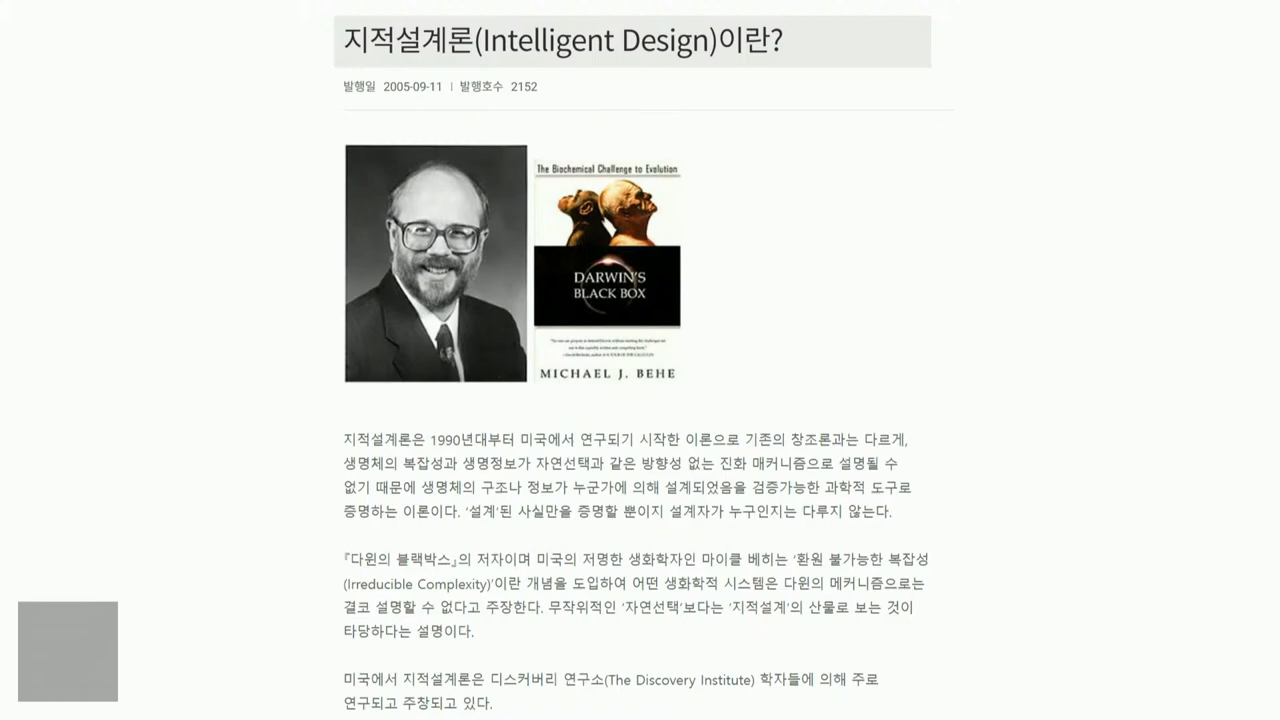 지적설계론(Intelligent Design)이란?
발행일 2005-09-11 | 발행호수 2152
The Biochemical Challenge to Evolution
DARWIN'S
BLACK BOX
MICHAEL J. BEHE
지적설계론은 1990년대부터 미국에서 연구되기 시작한 이론으로 기존의 창조론과는 다르게,
생명체의 복잡성과 생명정보가 자연선택과 같은 방향성 없는 진화 매커니즘으로 설명될 수
없기 때문에 생명체의 구조나 정보가 누군가에 의해 설계되었음을 검증가능한 과학적 도구로
증명하는 이론이다. '설계'된 사실만을 증명할 뿐이지 설계자가 누구인지는 다루지 않는다.
『다윈의 블랙박스』의 저자이며 미국의 저명한 생화학자인 마이클 베히는 '환원 불가능한 복잡성
(Irreducible Complexity)'이란 개념을 도입하여 어떤 생화학적 시스템은 다윈의 메커니즘으로는
결코 설명할 수 없다고 주장한다. 무작위적인 '자연선택'보다는 '지적설계'의 산물로 보는 것이
타당하다는 설명이다.
미국에서 지적설계론은 디스커버리 연구소(The Discovery Institute) 학자들에 의해 주로
연구되고 주창되고 있다.